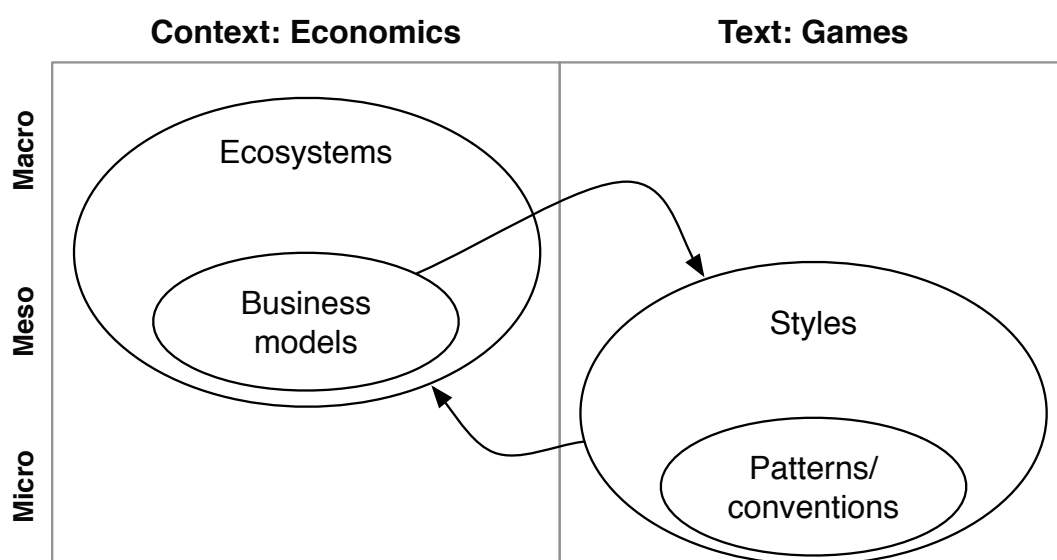 Context: Economics
Text: Games
Macro
Ecosystems
Meso
Business
models
Styles
Micro
Patterns/
conventions